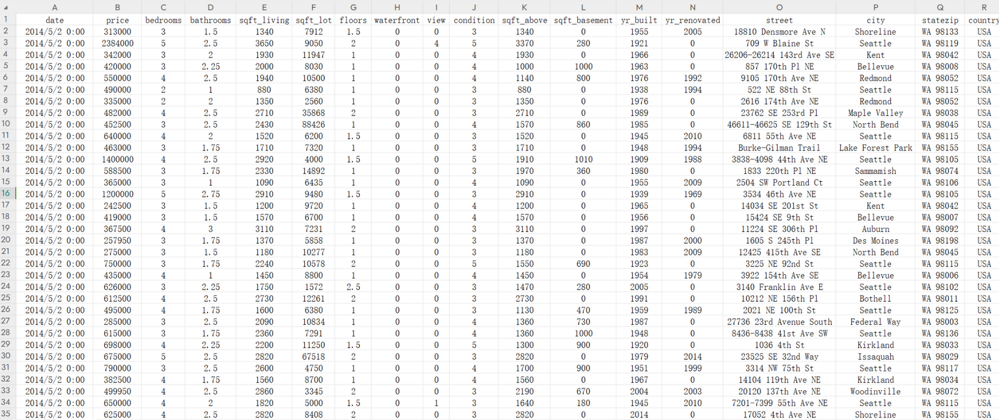 A B C D E F G H I J K L M N O P Q R
1 date price bedrooms bathrooms sqft_living sqft_lot floors waterfront view condition sqft_above sqft_basement yr_built yr_renovated street city statezip country
2 2014/5/2 0:00 313000 3 1.5 1340 7912 1.5 0 0 3 1340 0 1955 2005 18810 Densmore Ave N Shoreline WA 98133 USA
3 2014/5/2 0:00 2384000 5 2.5 3650 9050 2 0 4 5 3370 280 1921 0 709 W Blaine St Seattle WA 98119 USA
4 2014/5/2 0:00 342000 3 2 1930 11947 1 0 0 4 1930 0 1966 0 26206-26214 143rd Ave SE Kent WA 98042 USA
5 2014/5/2 0:00 420000 3 2.25 2000 8030 1 0 0 4 1000 1000 1963 0 857 170th Pl NE Bellevue WA 98008 USA
6 2014/5/2 0:00 550000 4 2.5 1940 10500 1 0 0 4 1140 800 1976 1992 9105 170th Ave NE Redmond WA 98052 USA
7 2014/5/2 0:00 490000 2 1 880 6380 1 0 0 3 880 0 1938 1994 522 NE 88th St Seattle WA 98115 USA
8 2014/5/2 0:00 335000 2 2 1350 2560 1 0 0 3 1350 0 1976 0 2616 174th Ave NE Redmond WA 98052 USA
9 2014/5/2 0:00 482000 4 2.5 2710 35868 2 0 0 3 2710 0 1989 0 23762 SE 253rd Pl Maple Valley WA 98038 USA
10 2014/5/2 0:00 452500 3 2.5 2430 88426 1 0 0 4 1570 860 1985 0 46611-46625 SE 129th St North Bend WA 98045 USA
11 2014/5/2 0:00 640000 4 2 1520 6200 1.5 0 0 3 1520 0 1945 2010 6811 55th Ave NE Seattle WA 98115 USA
12 2014/5/2 0:00 463000 3 1.75 1710 7320 1 0 0 3 1710 0 1948 1994 Burke-Gilman Trail Lake Forest Park WA 98155 USA
13 2014/5/2 0:00 1400000 4 2.5 2920 4000 1.5 0 0 5 1910 1010 1909 1988 3838-4098 44th Ave NE Seattle WA 98105 USA
14 2014/5/2 0:00 588500 3 1.75 2330 14892 1 0 0 3 1970 360 1980 0 1833 220th Pl NE Sammamish WA 98074 USA
15 2014/5/2 0:00 365000 3 1 1090 6435 1 0 0 4 1090 0 1955 2009 2504 SW Portland Ct Seattle WA 98106 USA
16 2014/5/2 0:00 1200000 5 2.75 2910 9480 1.5 0 0 3 2910 0 1939 1969 3534 46th Ave NE Seattle WA 98105 USA
17 2014/5/2 0:00 242500 3 1.5 1200 9720 1 0 0 4 1200 0 1965 0 14034 SE 201st St Kent WA 98042 USA
18 2014/5/2 0:00 419000 3 1.5 1570 6700 1 0 0 4 1570 0 1956 0 15424 SE 9th St Bellevue WA 98007 USA
19 2014/5/2 0:00 367500 4 3 3110 7231 2 0 0 3 3110 0 1997 0 11224 SE 306th Pl Auburn WA 98092 USA
20 2014/5/2 0:00 257950 3 1.75 1370 5858 1 0 0 3 1370 0 1987 2000 1605 S 245th Pl Des Moines WA 98198 USA
21 2014/5/2 0:00 275000 3 1.5 1180 10277 1 0 0 3 1180 0 1983 2009 12425 415th Ave SE North Bend WA 98045 USA
22 2014/5/2 0:00 750000 3 1.75 2240 10578 2 0 0 5 1550 690 1923 0 3225 NE 92nd St Seattle WA 98115 USA
23 2014/5/2 0:00 435000 4 1 1450 8800 1 0 0 4 1450 0 1954 1979 3922 154th Ave SE Bellevue WA 98006 USA
24 2014/5/2 0:00 626000 3 2.25 1750 1572 2.5 0 0 3 1470 280 2005 0 3140 Franklin Ave E Seattle WA 98102 USA
25 2014/5/2 0:00 612500 4 2.5 2730 12261 2 0 0 3 2730 0 1991 0 10212 NE 156th Pl Bothell WA 98011 USA
26 2014/5/2 0:00 495000 4 1.75 1600 6380 1 0 0 3 1130 470 1959 1989 2021 NE 100th St Seattle WA 98125 USA
27 2014/5/2 0:00 285000 3 2.5 2090 10834 1 0 0 4 1360 730 1987 0 27736 23rd Avenue South Federal Way WA 98003 USA
28 2014/5/2 0:00 615000 3 1.75 2360 7291 1 0 0 4 1360 1000 1948 0 8436-8438 41st Ave SW Seattle WA 98136 USA
29 2014/5/2 0:00 698000 4 2.25 2200 11250 1.5 0 0 5 1300 900 1920 0 1036 4th St Kirkland WA 98033 USA
30 2014/5/2 0:00 675000 5 2.5 2820 67518 2 0 0 3 2820 0 1979 2014 23525 SE 32nd Way Issaquah WA 98029 USA
31 2014/5/2 0:00 790000 3 2.5 2600 4750 1 0 0 4 1700 900 1951 1999 3314 NW 75th St Seattle WA 98117 USA
32 2014/5/2 0:00 382500 4 1.75 1560 8700 1 0 0 4 1560 0 1967 0 14104 119th Ave NE Kirkland WA 98034 USA
33 2014/5/2 0:00 499950 4 2.5 2860 3345 2 0 0 3 2190 670 2004 2003 20120 137th Ave NE Woodinville WA 98072 USA
34 2014/5/2 0:00 650000 4 2 1820 5000 1.5 0 1 3 1640 180 1945 2010 7201-7399 55th Ave NE Seattle WA 98115 USA
35 2014/5/2 0:00 625000 4 2.5 2820 8408 2 0 0 3 2820 0 2014 0 17052 4th Ave NE Shoreline WA 98155 USA